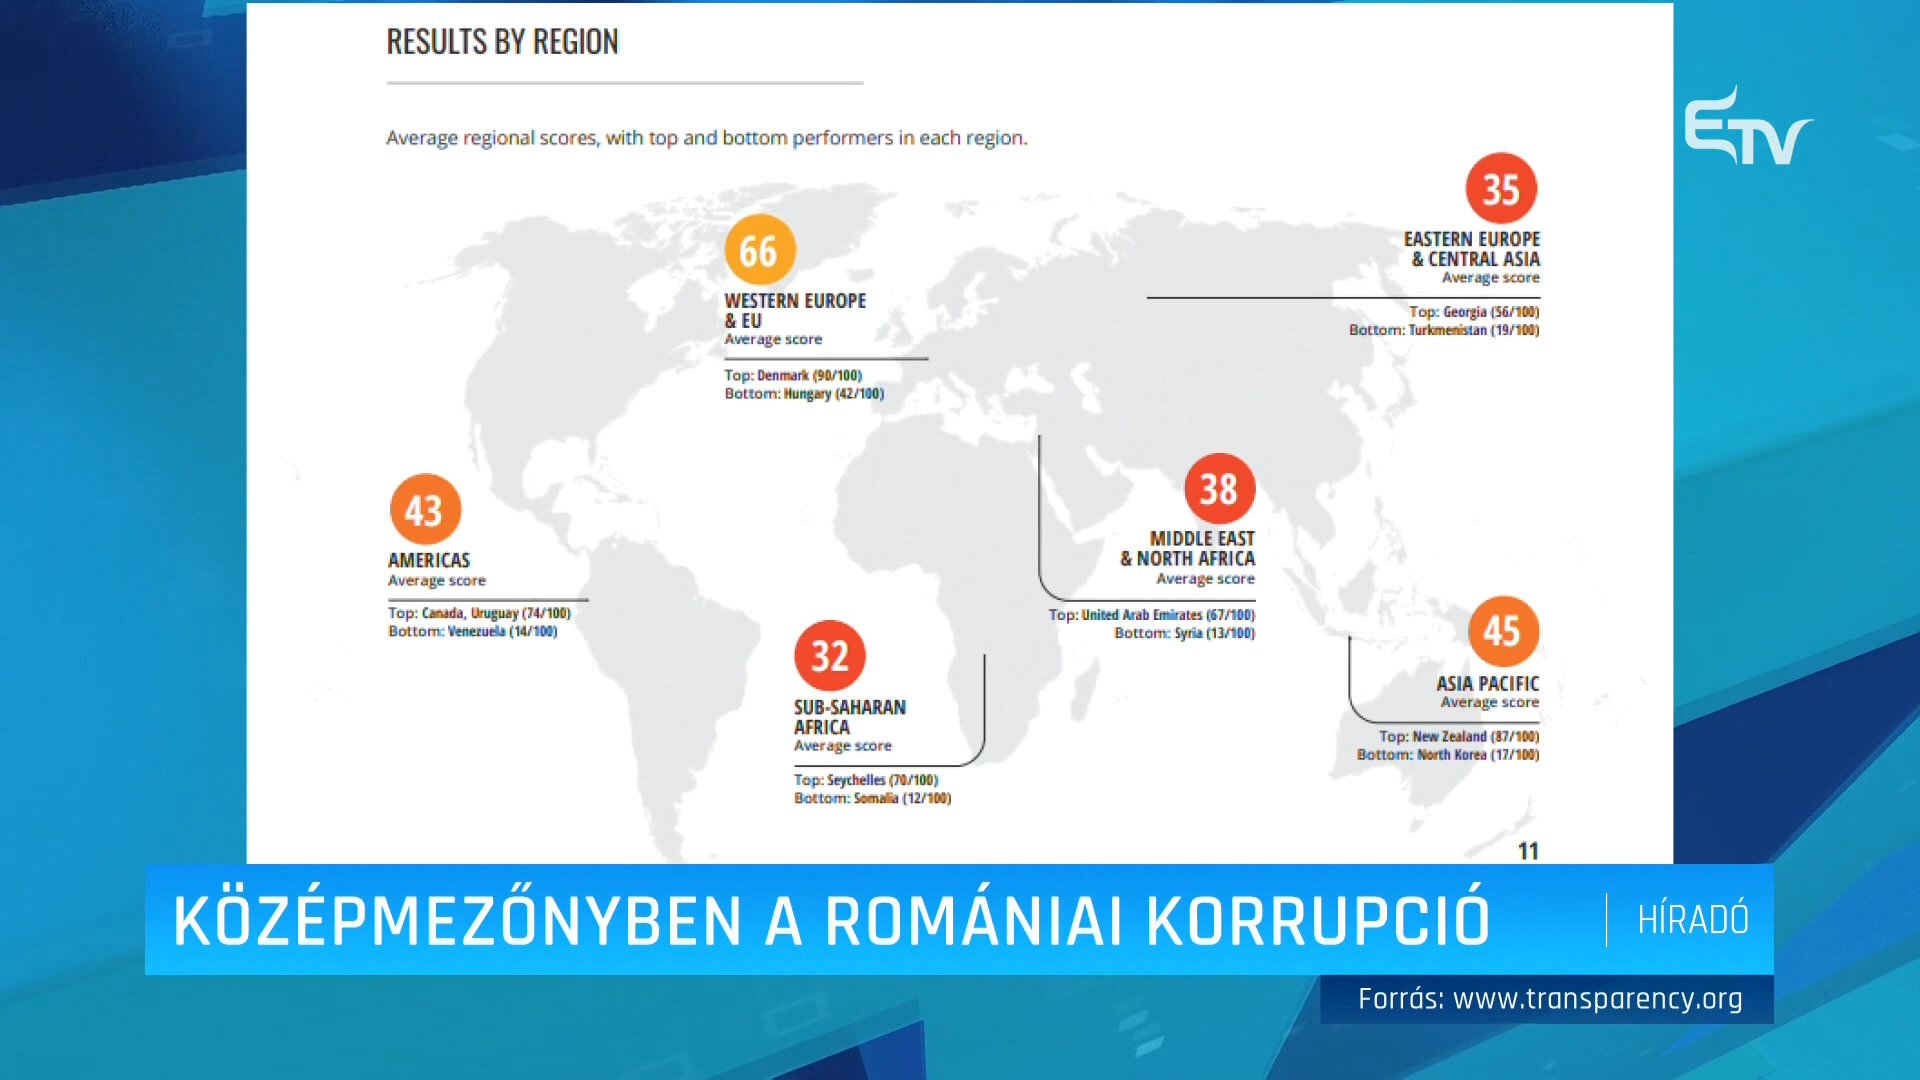 RESULTS BY REGION
Average regional scores, with top and bottom performers in each region.
ETV
35
EASTERN EUROPE
& CENTRAL ASIA
Average score
Top: Georgia (56/100)
Bottom: Turkmenistan (19/100)
66
WESTERN EUROPE
& EU
Average score
Top: Denmark (90/100)
Bottom: Hungary (42/100)
43
AMERICAS
Average score
Top: Canada, Uruguay (74/100)
Bottom: Venezuela (14/100)
38
MIDDLE EAST
& NORTH AFRICA
Average score
Top: United Arab Emirates (67/100)
Bottom: Syria (13/100)
32
SUB-SAHARAN
AFRICA
Average score
Top: Seychelles (70/100)
Bottom: Somalia (12/100)
45
ASIA PACIFIC
Average score
Top: New Zealand (87/100)
Bottom: North Korea (17/100)
11
KÖZÉPMEZŐNYBEN A ROMÁNIAI KORRUPCIÓ
HÍRADÓ
Forrás: www.transparency.org